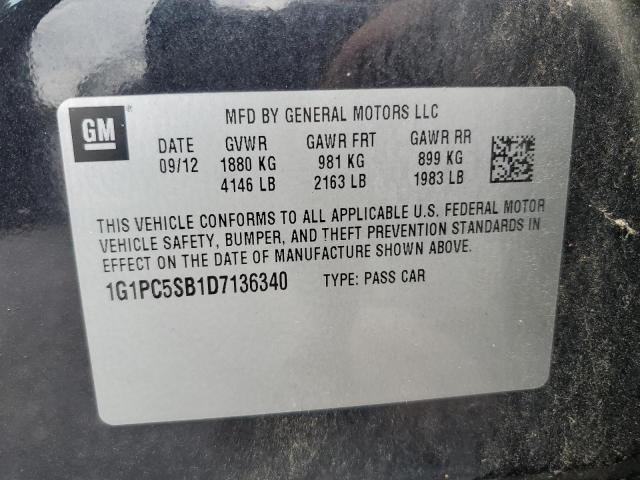 GM
MFD BY GENERAL MOTORS LLC
DATE GVWR GAWR FRT GAWR RR
09/12 1880 KG 981 KG 899 KG
4146 LB 2163 LB 1983 LB
THIS VEHICLE CONFORMS TO ALL APPLICABLE U.S. FEDERAL MOTOR
VEHICLE SAFETY, BUMPER, AND THEFT PREVENTION STANDARDS IN
EFFECT ON THE DATE OF MANUFACTURE SHOWN ABOVE.
1G1PC5SB1D7136340 TYPE: PASS CAR